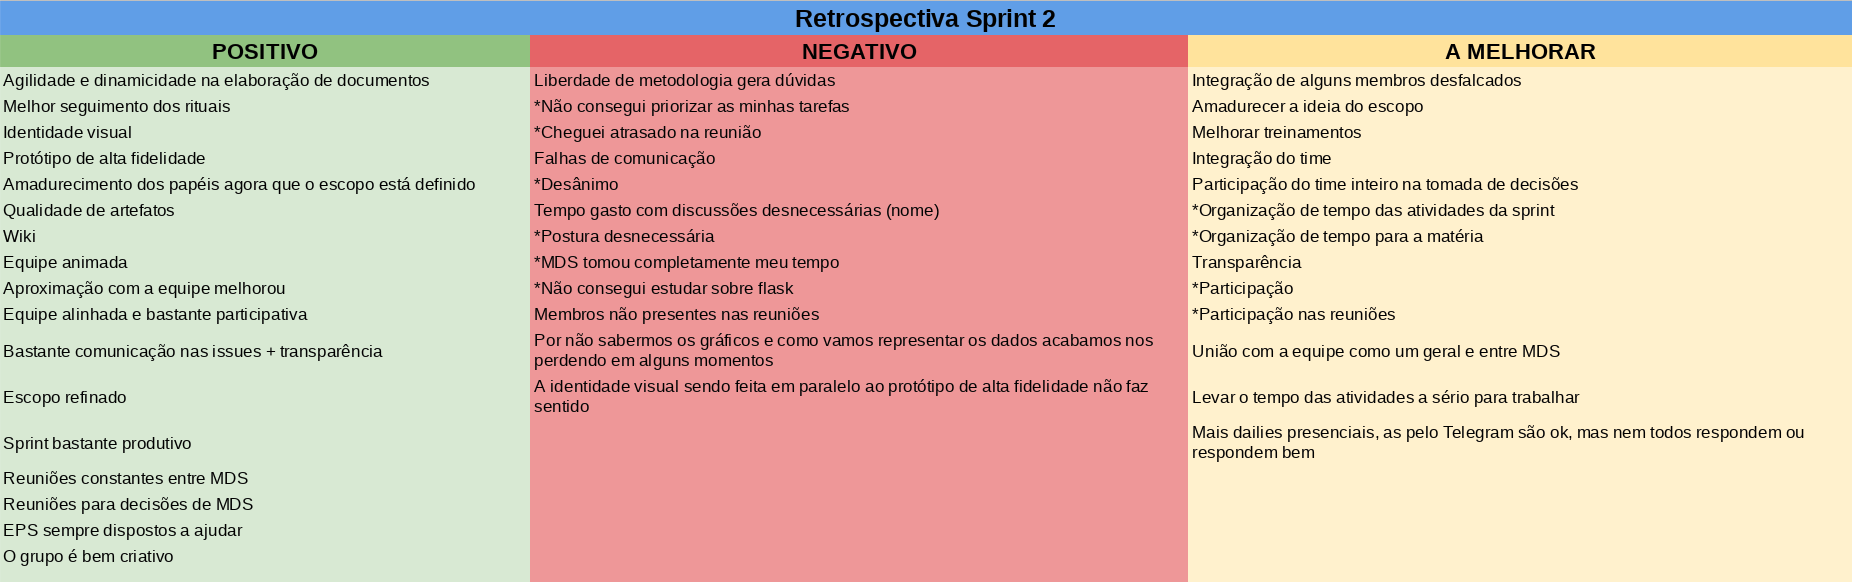 Retrospectiva Sprint 2
POSITIVO
NEGATIVO
A MELHORAR
Agilidade e dinamicidade na elaboração de documentos
Liberdade de metodologia gera dúvidas
Integração de alguns membros desfalcados
Melhor seguimento dos rituais
*Não consegui priorizar as minhas tarefas
Amadurecer a ideia do escopo
Identidade visual
*Cheguei atrasado na reunião
Melhorar treinamentos
Protótipo de alta fidelidade
Falhas de comunicação
Integração do time
Amadurecimento dos papéis agora que o escopo está definido
*Desânimo
Participação do time inteiro na tomada de decisões
Qualidade de artefatos
Tempo gasto com discussões desnecessárias (nome)
*Organização de tempo das atividades da sprint
Wiki
*Postura desnecessária
*Organização de tempo para a matéria
Equipe animada
*MDS tomou completamente meu tempo
Transparência
Aproximação com a equipe melhorou
*Não consegui estudar sobre flask
*Participação
Equipe alinhada e bastante participativa
Membros não presentes nas reuniões
*Participação nas reuniões
Bastante comunicação nas issues + transparência
Por não sabermos os gráficos e como vamos representar os dados acabamos nos
perdendo em alguns momentos
União com a equipe como um geral e entre MDS
Escopo refinado
A identidade visual sendo feita em paralelo ao protótipo de alta fidelidade não faz
sentido
Levar o tempo das atividades a sério para trabalhar
Sprint bastante produtivo
Mais dailies presenciais, as pelo Telegram são ok, mas nem todos respondem ou
respondem bem
Reuniões constantes entre MDS
Reuniões para decisões de MDS
EPS sempre dispostos a ajudar
O grupo é bem criativo